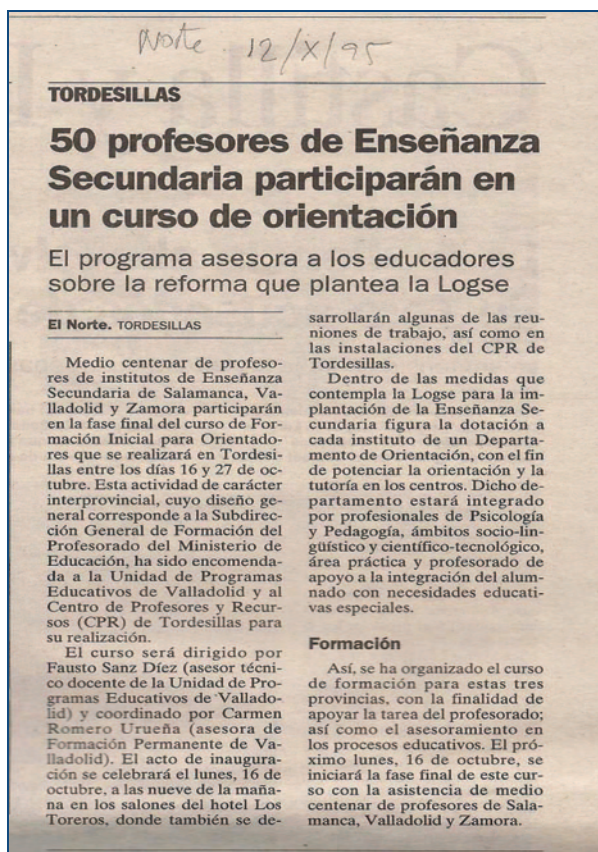 Norte 12/X/95
TORDESILLAS
50 profesores de Enseñanza
Secundaria participarán en
un curso de orientación
El programa asesora a los educadores
sobre la reforma que plantea la Logse
El Norte. TORDESILLAS
Medio centenar de profeso-
res de institutos de Enseñanza
Secundaria de Salamanca, Va-
lladolid y Zamora participarán
en la fase final del curso de For-
mación Inicial para Orientado-
res que se realizará en Tordesi-
llas entre los días 16 y 27 de oc-
tubre. Esta actividad de carácter
interprovincial, cuyo diseño ge-
neral corresponde a la Subdirec-
ción General de Formación del
Profesorado del Ministerio de
Educación, ha sido encomenda-
da a la Unidad de Programas
Educativos de Valladolid y al
Centro de Profesores y Recur-
sos (CPR) de Tordesillas para
su realización.
El curso será dirigido por
Fausto Sanz Díez (asesor técni-
co docente de la Unidad de Pro-
gramas Educativos de Vallado-
lid) y coordinado por Carmen
Romero Urueña (asesora de
Formación Permanente de Va-
lladolid). El acto de inaugura-
ción se celebrará el lunes, 16 de
octubre, a las nueve de la maña-
na en los salones del hotel Los
Toreros, donde también se de-
sarrollarán algunas de las reu-
niones de trabajo, así como en
las instalaciones del CPR de
Tordesillas.
Dentro de las medidas que
contempla la Logse para la im-
plantación de la Enseñanza Se-
cundaria figura la dotación a
cada instituto de un Departa-
mento de Orientación, con el fin
de potenciar la orientación y la
tutoría en los centros. Dicho de-
partamento estará integrado
por profesionales de Psicología
y Pedagogía, ámbitos socio-lin-
güístico y científico-tecnológico,
área práctica y profesorado de
apoyo a la integración del alum-
nado con necesidades educati-
vas especiales.
Formación
Así, se ha organizado el curso
de formación para estas tres
provincias, con la finalidad de
apoyar la tarea del profesorado;
así como el asesoramiento en
los procesos educativos. El pró-
ximo lunes, 16 de octubre, se
iniciará la fase final de este cur-
so con la asistencia de medio
centenar de profesores de Sala-
manca, Valladolid y Zamora.